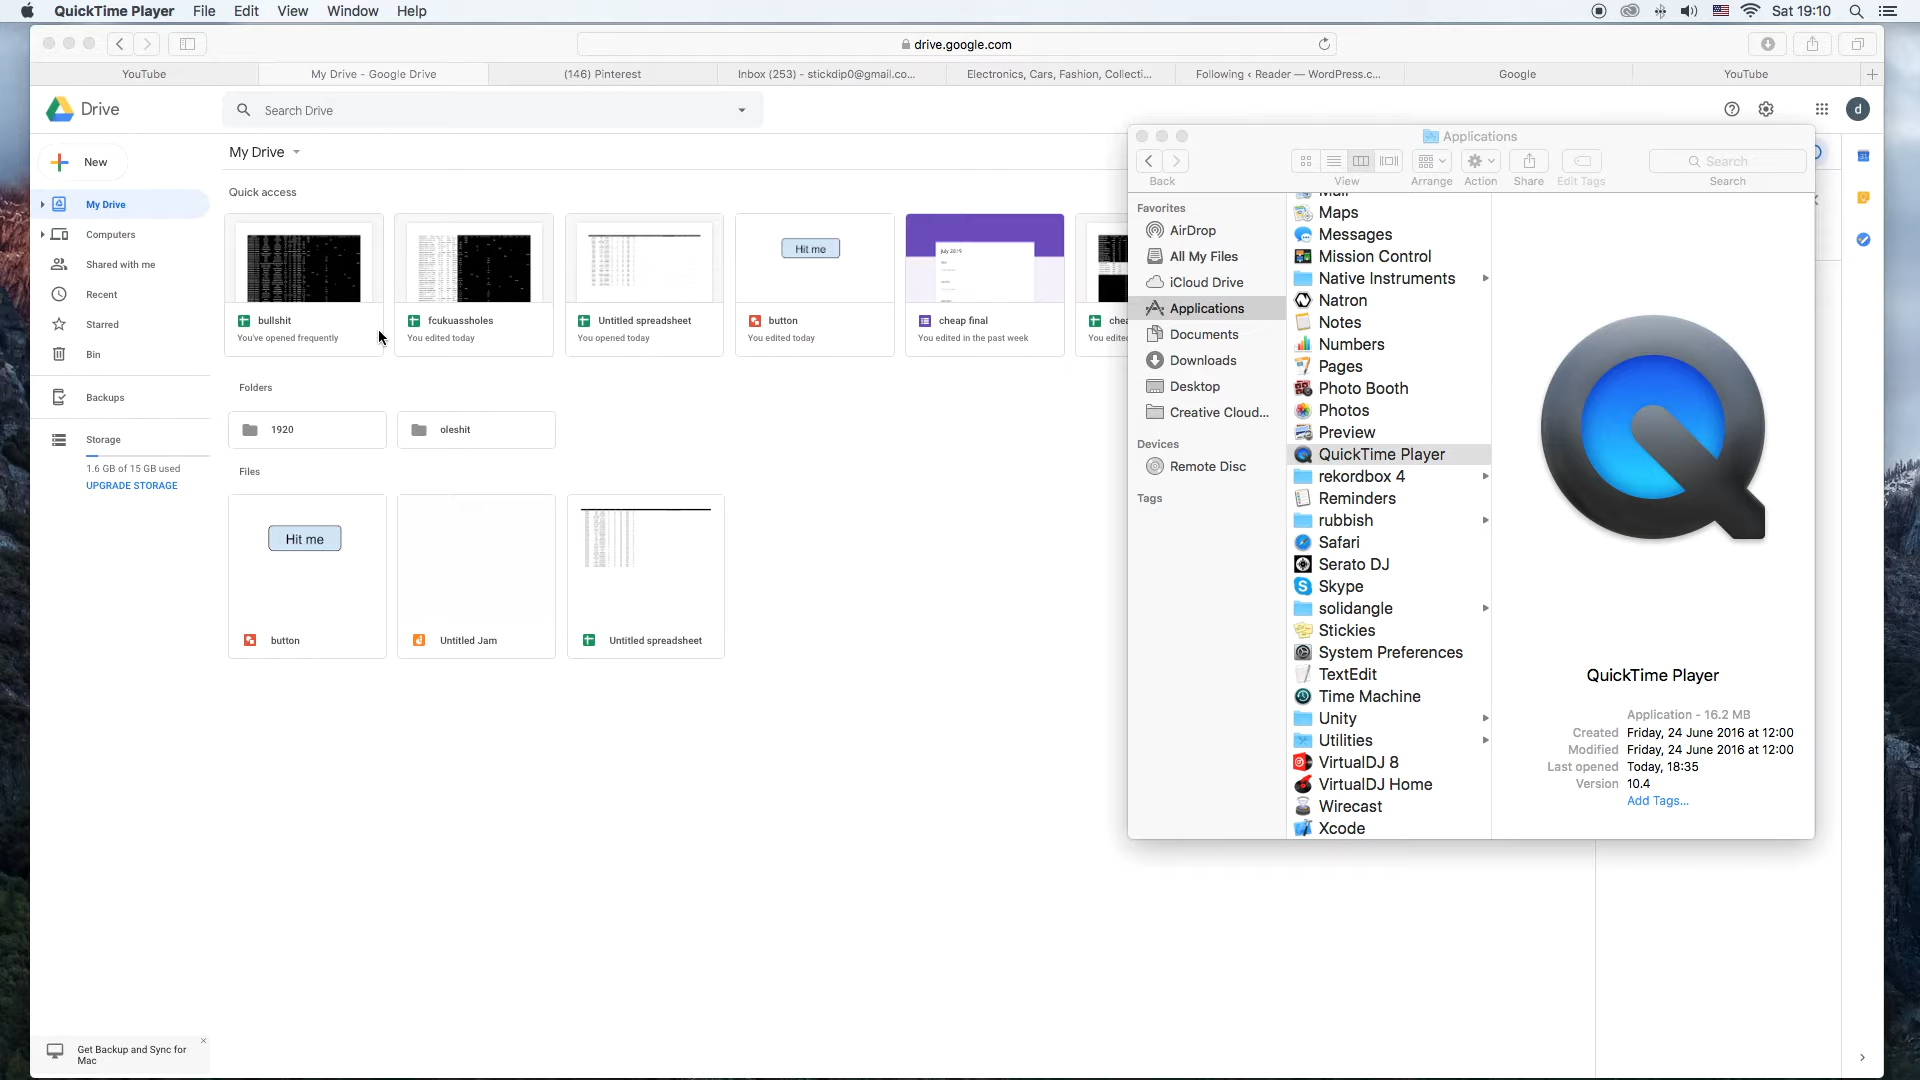 QuickTime Player File Edit View Window Help
Sat 19:10
drive.google.com
YouTube
My Drive - Google Drive
(146) Pinterest
Inbox (253) - stickdip0@gmail.co...
Electronics, Cars, Fashion, Collecti...
Following ‹ Reader — WordPress.c...
Google
YouTube
Drive
Search Drive
d
New
My Drive
Computers
Shared with me
Recent
Starred
Bin
Backups
Storage
1.6 GB of 15 GB used
UPGRADE STORAGE
Get Backup and Sync for
Mac
My Drive
Quick access
bullshit
You've opened frequently
fcukuassholes
You edited today
Untitled spreadsheet
You opened today
Hit me
button
You edited today
July 2019
cheap final
You edited in the past week
chea
You edited
Folders
1920
oleshit
Files
Hit me
button
Untitled Jam
Untitled spreadsheet
Applications
Back
View
Arrange
Action
Share
Edit Tags
Search
Search
Favorites
AirDrop
All My Files
iCloud Drive
Applications
Documents
Downloads
Desktop
Creative Cloud...
Devices
Remote Disc
Tags
Mail
Maps
Messages
Mission Control
Native Instruments
Natron
Notes
Numbers
Pages
Photo Booth
Photos
Preview
QuickTime Player
rekordbox 4
Reminders
rubbish
Safari
Serato DJ
Skype
solidangle
Stickies
System Preferences
TextEdit
Time Machine
Unity
Utilities
VirtualDJ 8
VirtualDJ Home
Wirecast
Xcode
QuickTime Player
Application - 16.2 MB
Created Friday, 24 June 2016 at 12:00
Modified Friday, 24 June 2016 at 12:00
Last opened Today, 18:35
Version 10.4
Add Tags...